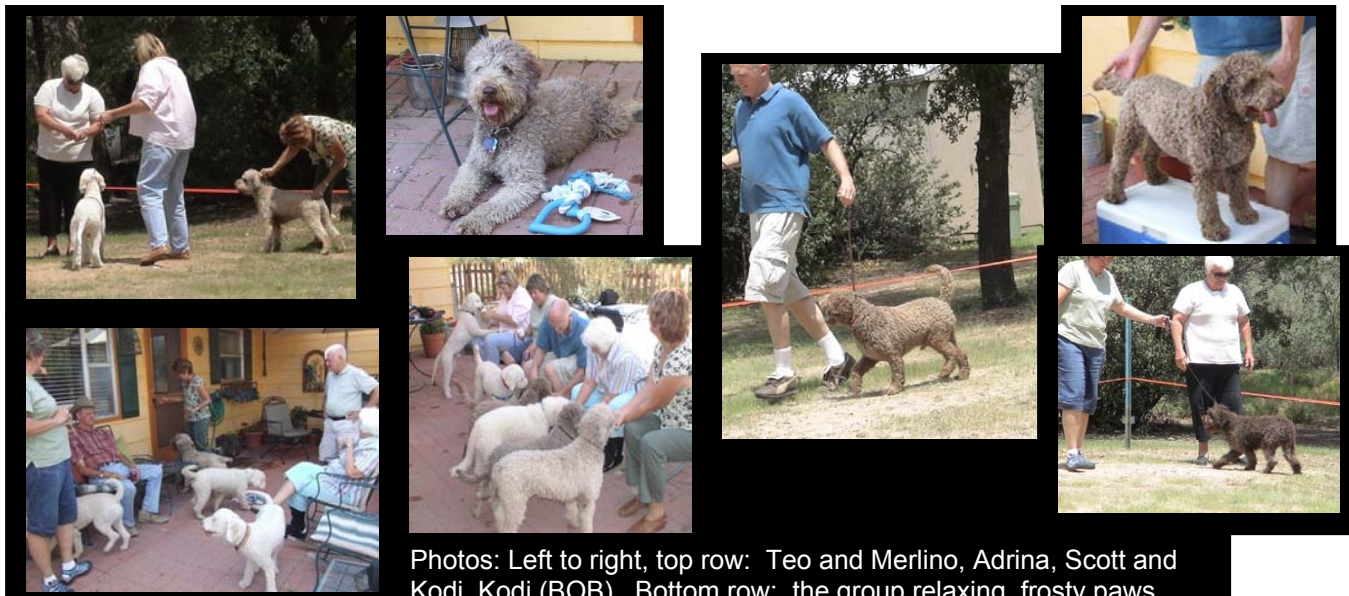 Photos: Left to right, top row: Teo and Merlino, Adrina, Scott and
Kodi, Kodi (BOB). Bottom row: the group relaxing, frosty paws